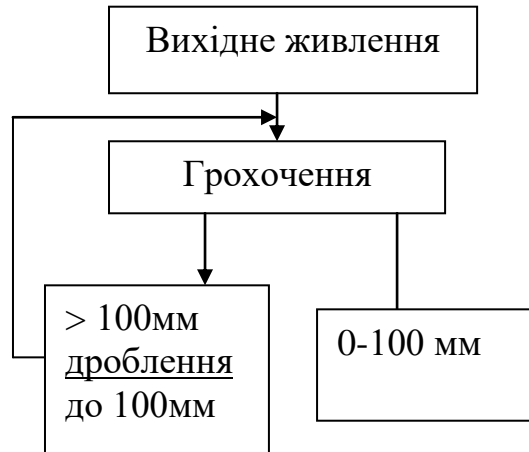 Вихідне живлення
Грохочення
> 100мм
дроблення
до 100мм
0-100 мм